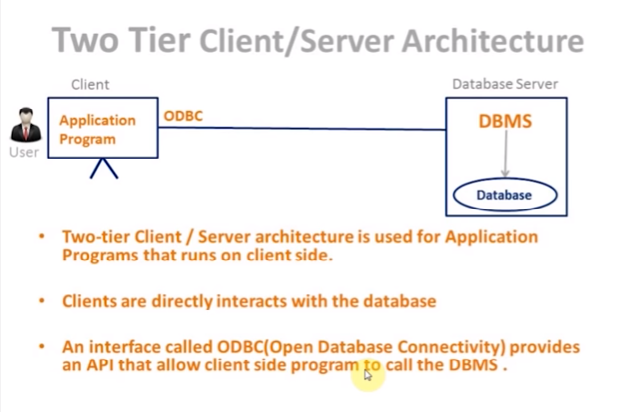 Two Tier Client/Server Architecture
Client
Database Server
Application
Program
ODBC
DBMS
User
Database
• Two-tier Client / Server architecture is used for Application
Programs that runs on client side.
• Clients are directly interacts with the database
• An interface called ODBC(Open Database Connectivity) provides
an API that allow client side program to call the DBMS .